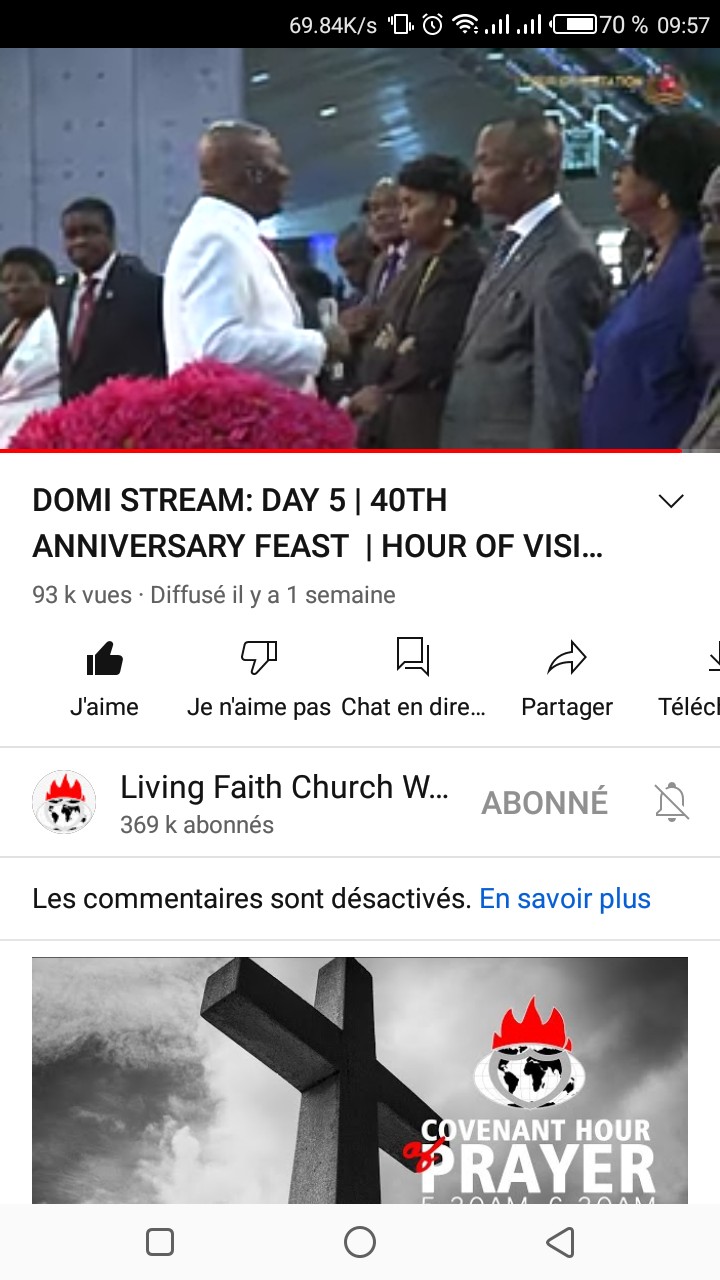 69.84K/s 70 % 09:57
DOMI STREAM: DAY 5 | 40TH
ANNIVERSARY FEAST | HOUR OF VISI...
93 k vues · Diffusé il y a 1 semaine
J'aime Je n'aime pas Chat en dire... Partager Téléch
Living Faith Church W...
ABONNÉ
369 k abonnés
Les commentaires sont désactivés. En savoir plus
COVENANT HOUR
of PRAYER